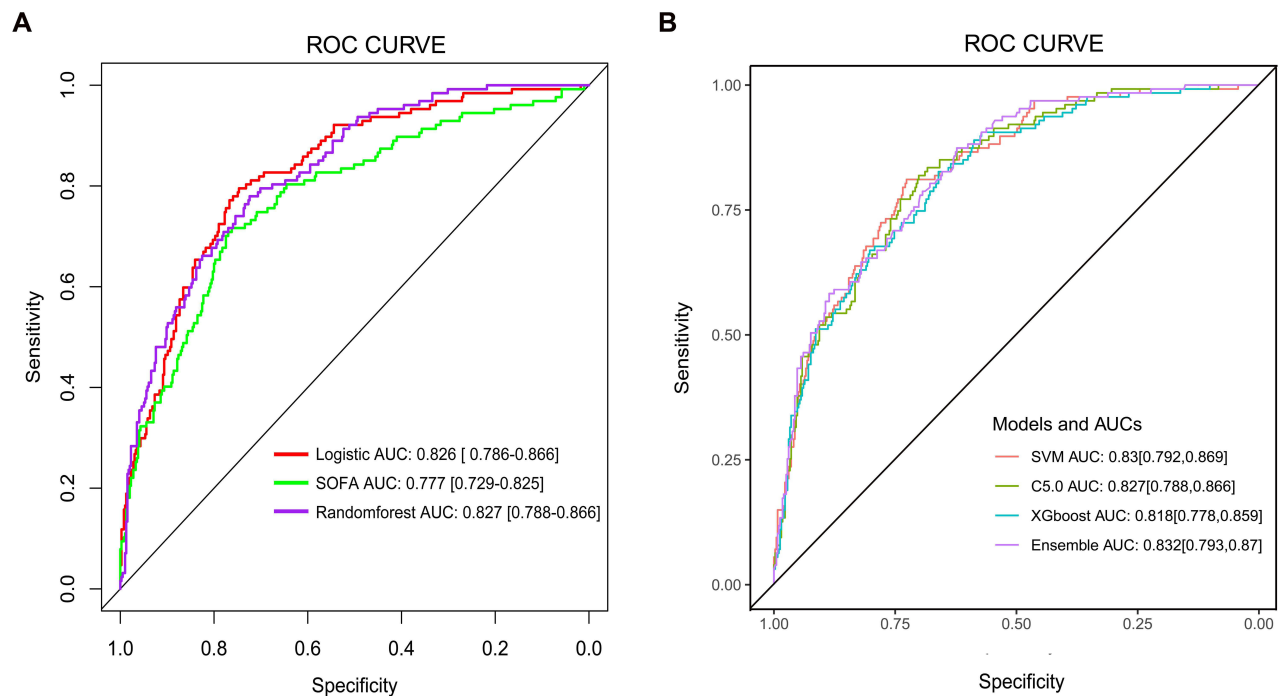 A
ROC CURVE
1.0
0.8
0.6
0.4
0.2
0.0
Sensitivity
Logistic AUC: 0.826 [ 0.786-0.866]
SOFA AUC: 0.777 [0.729-0.825]
Randomforest AUC: 0.827 [0.788-0.866]
1.0 0.8 0.6 0.4 0.2 0.0
Specificity
B
ROC CURVE
1.00
0.75
0.50
0.25
0.00
Sensitivity
Models and AUCs
SVM AUC: 0.83[0.792,0.869]
C5.0 AUC: 0.827[0.788,0.866]
XGboost AUC: 0.818[0.778,0.859]
Ensemble AUC: 0.832[0.793,0.87]
1.00 0.75 0.50 0.25 0.00
Specificity